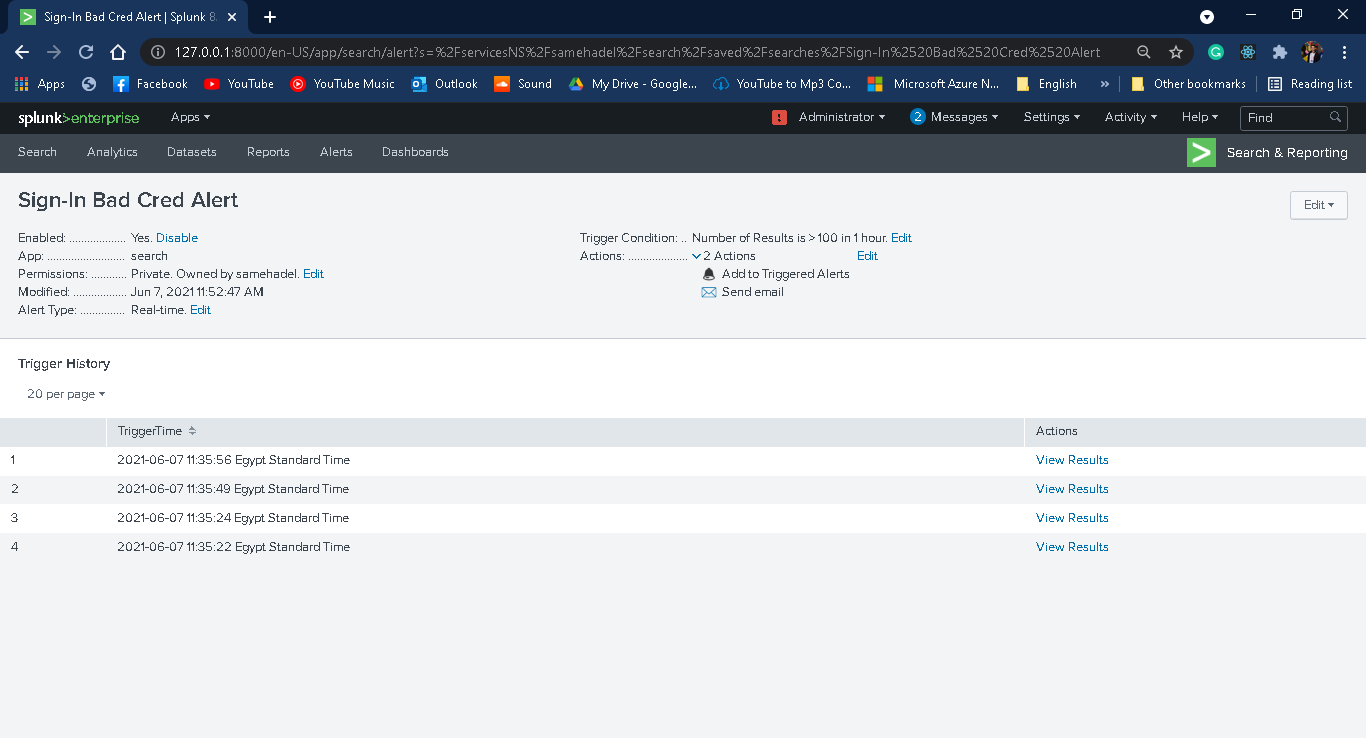 Sign-In Bad Cred Alert | Splunk 8.
127.0.0.1:8000/en-US/app/search/alert?s=%2FservicesNS%2Fsamehadel%2Fsearch%2Fsaved%2Fsearches%2FSign-In%2520Bad%2520Cred%2520Alert
Apps Facebook YouTube YouTube Music Outlook Sound My Drive - Google... YouTube to Mp3 Co... Microsoft Azure N... English » Other bookmarks Reading list
splunk>enterprise Apps ! Administrator 2 Messages Settings Activity Help Find
Search Analytics Datasets Reports Alerts Dashboards Search & Reporting
Sign-In Bad Cred Alert
Edit
Enabled: ................... Yes. Disable
App: .......................... search
Permissions: ............ Private. Owned by samehadel. Edit
Modified: .................. Jun 7, 2021 11:52:47 AM
Alert Type: ............... Real-time. Edit
Trigger Condition: .. Number of Results is > 100 in 1 hour. Edit
Actions: .................... 2 Actions Edit
Add to Triggered Alerts
Send email
Trigger History
20 per page
TriggerTime Actions
1 2021-06-07 11:35:56 Egypt Standard Time View Results
2 2021-06-07 11:35:49 Egypt Standard Time View Results
3 2021-06-07 11:35:24 Egypt Standard Time View Results
4 2021-06-07 11:35:22 Egypt Standard Time View Results